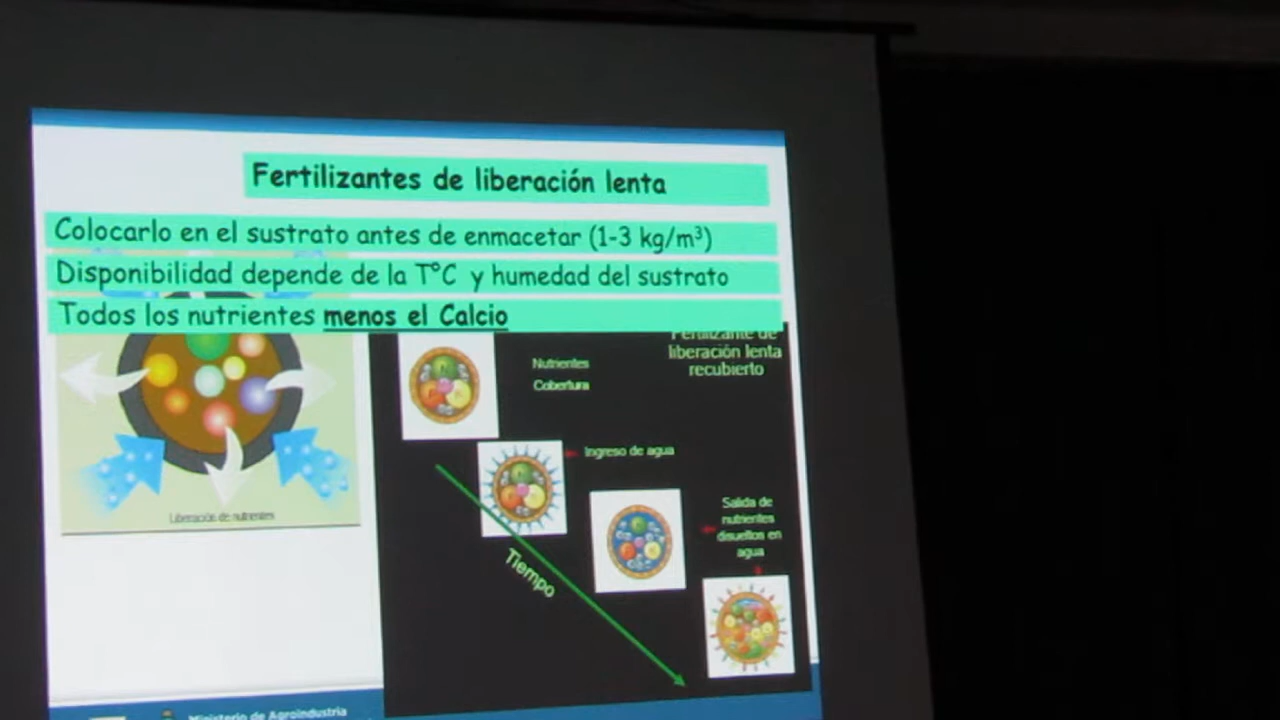 Fertilizantes de liberación lenta
Colocarlo en el sustrato antes de enmacetar (1-3 kg/m³)
Disponibilidad depende de la T°C y humedad del sustrato
Todos los nutrientes menos el Calcio
Fertilizante de
liberación lenta
recubierto
Nutrientes
Cobertura
Ingreso de agua
Salida de
nutrientes
disueltos en
agua
Tiempo
Liberación de nutrientes
Ministerio de Agroindustria